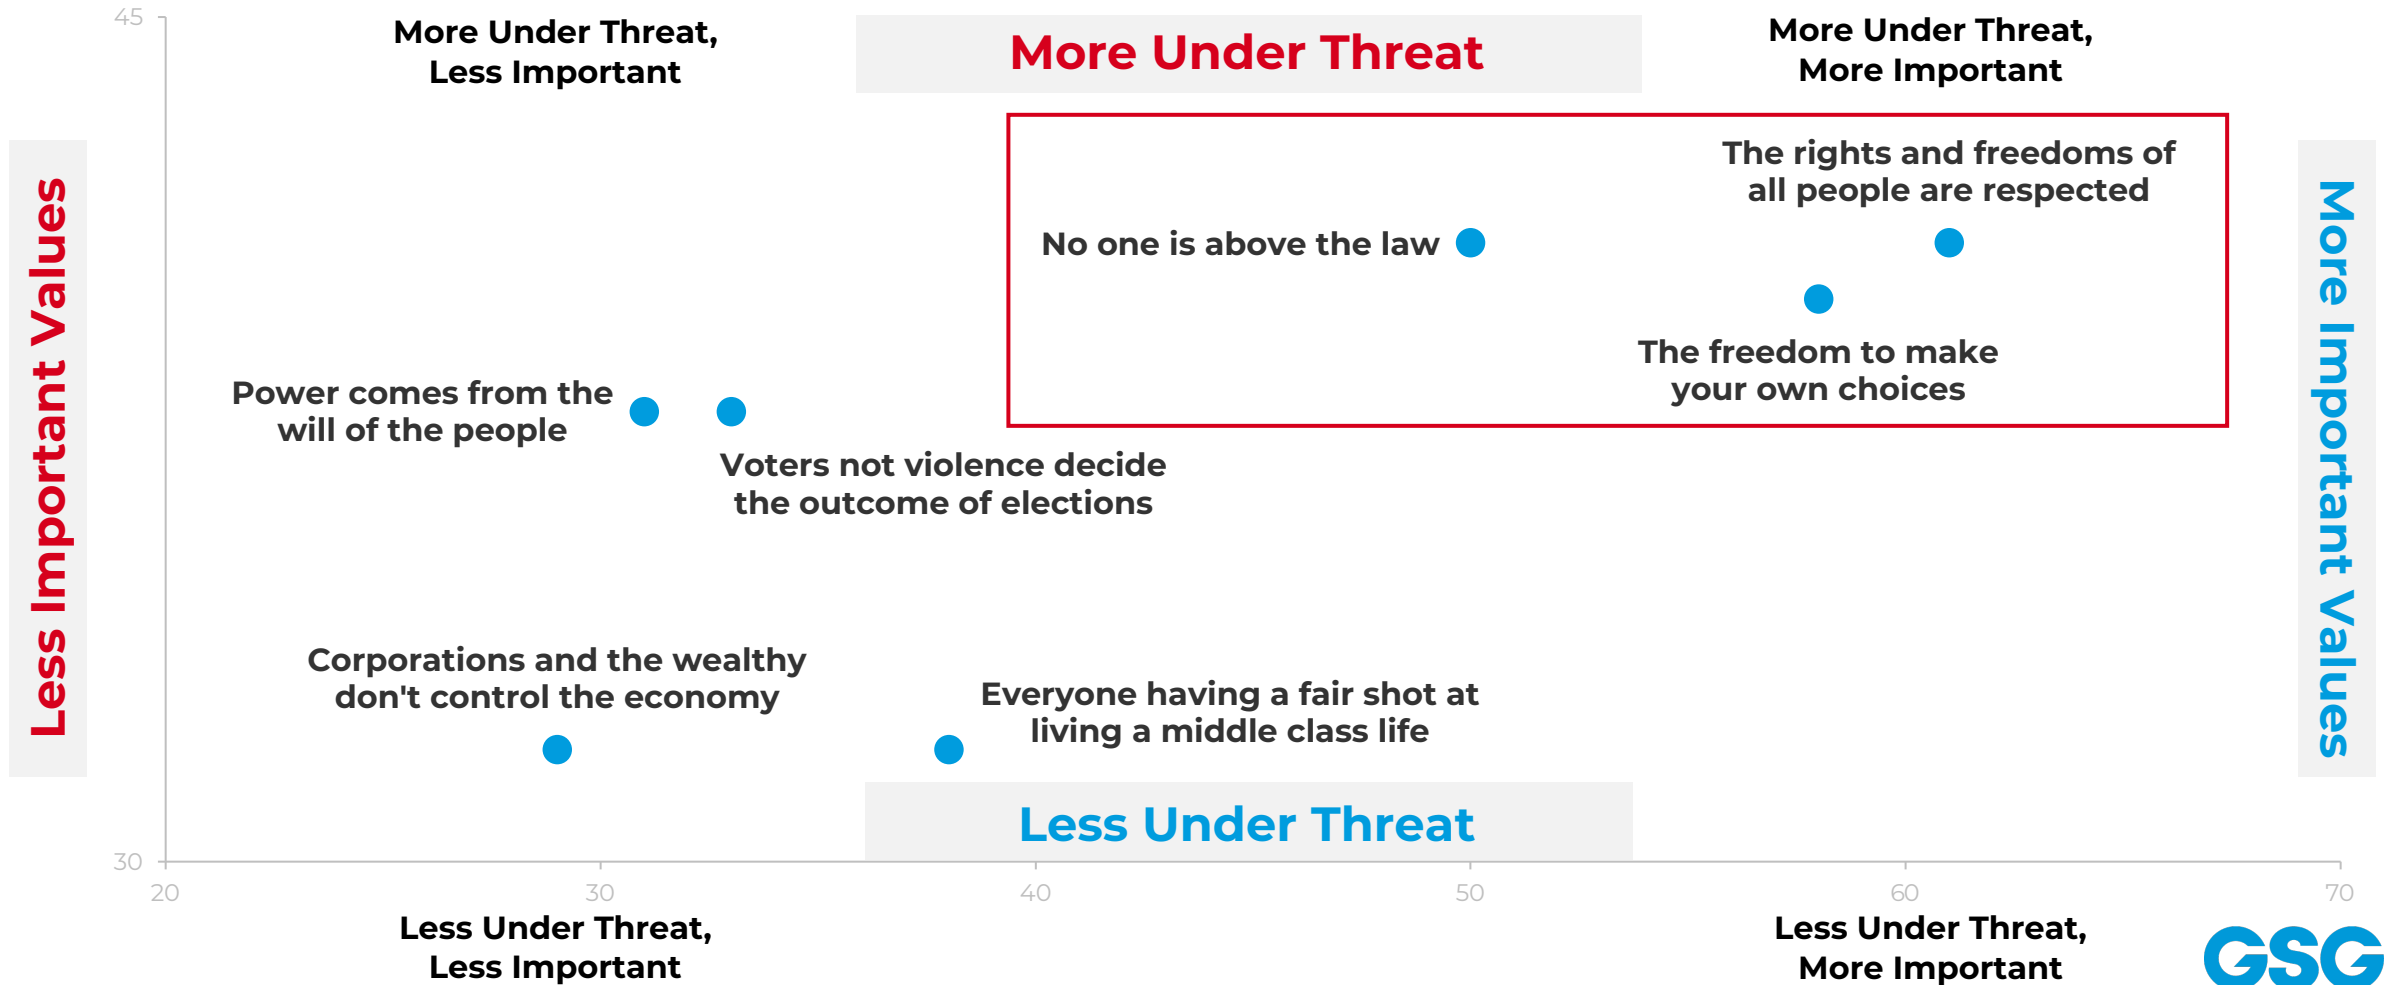 45
More Under Threat,
Less Important
More Under Threat
More Under Threat,
More Important
Less Important Values
More Important Values
The rights and freedoms of
all people are respected
No one is above the law
The freedom to make
your own choices
Power comes from the
will of the people
Voters not violence decide
the outcome of elections
Corporations and the wealthy
don't control the economy
Everyone having a fair shot at
living a middle class life
Less Under Threat
30
20
30
40
50
60
70
Less Under Threat,
Less Important
Less Under Threat,
More Important
GSG